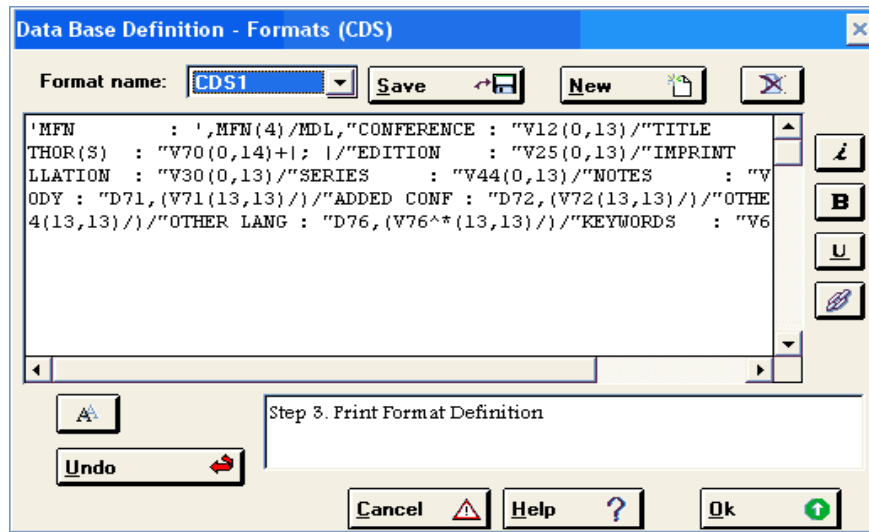 Data Base Definition - Formats (CDS)
Format name: CDS1 Save New
'MFN         : ',MFN(4)/MDL,"CONFERENCE : "V12(0,13)/"TITLE
THOR(S)  : "V70(0,14)+|; |/"EDITION    : "V25(0,13)/"IMPRINT
LLATION : "V30(0,13)/"SERIES     : "V44(0,13)/"NOTES      : "V
ODY : "D71,(V71(13,13)/)/"ADDED CONF : "D72,(V72(13,13)/)/"OTHE
4(13,13)/)/"OTHER LANG : "D76,(V76^*(13,13)/)/"KEYWORDS   : "V6
i
B
U
AA
Step 3. Print Format Definition
Undo
Cancel Help ? Ok